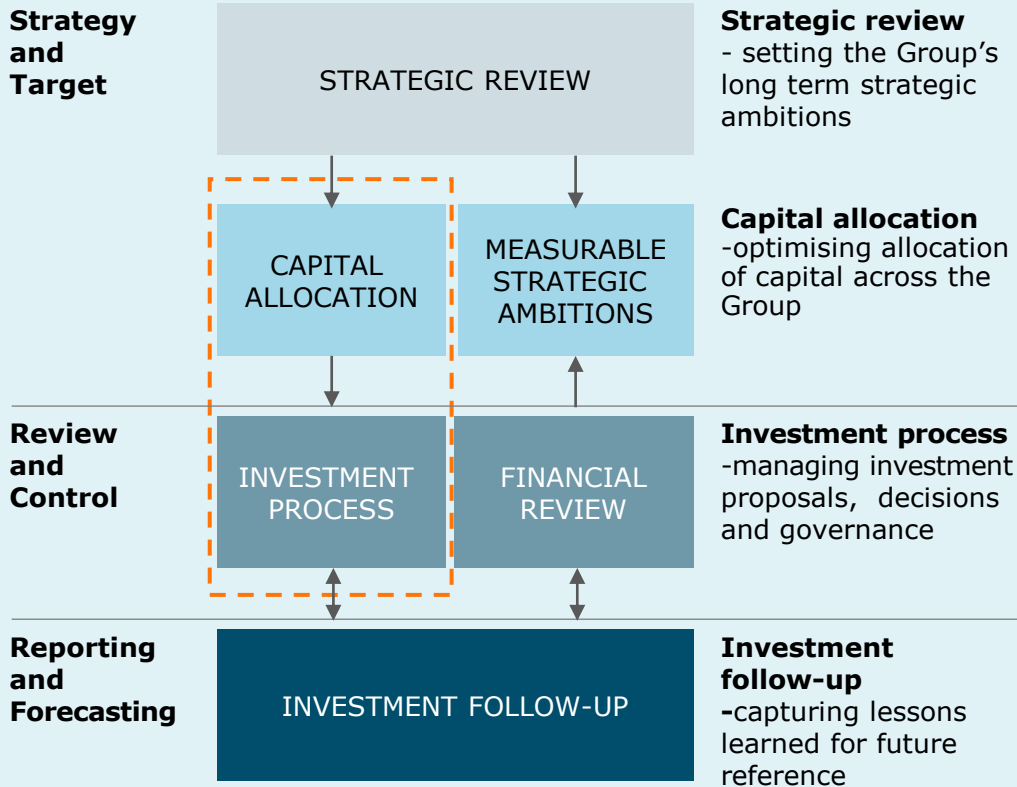 Strategy
and
Target
STRATEGIC REVIEW
Strategic review
- setting the Group’s
long term strategic
ambitions
CAPITAL
ALLOCATION
MEASURABLE
STRATEGIC
AMBITIONS
Capital allocation
-optimising allocation
of capital across the
Group
Review
and
Control
INVESTMENT
PROCESS
FINANCIAL
REVIEW
Investment process
-managing investment
proposals, decisions
and governance
Reporting
and
Forecasting
INVESTMENT FOLLOW-UP
Investment
follow-up
-capturing lessons
learned for future
reference